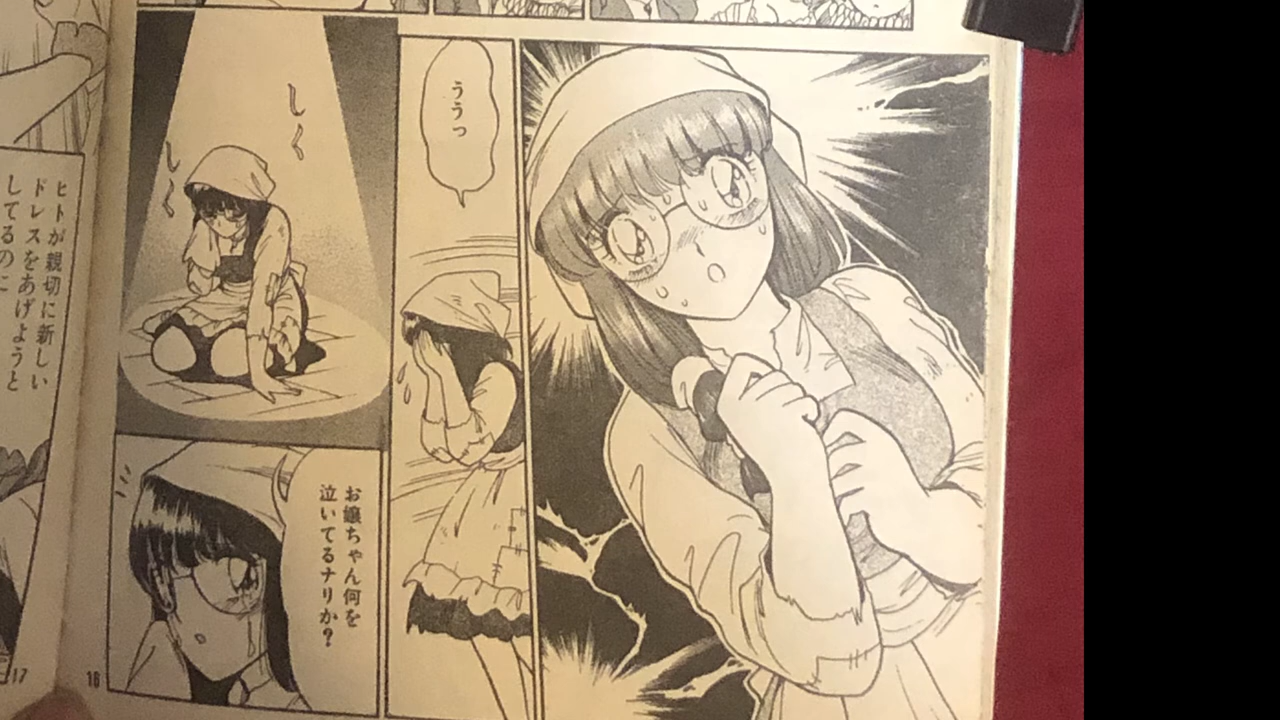 ううっ
しく
しく
お嬢ちゃん何を
泣いてるナリか?
16
ヒトが親切に新しい
ドレスをあげようと
してるのに
17